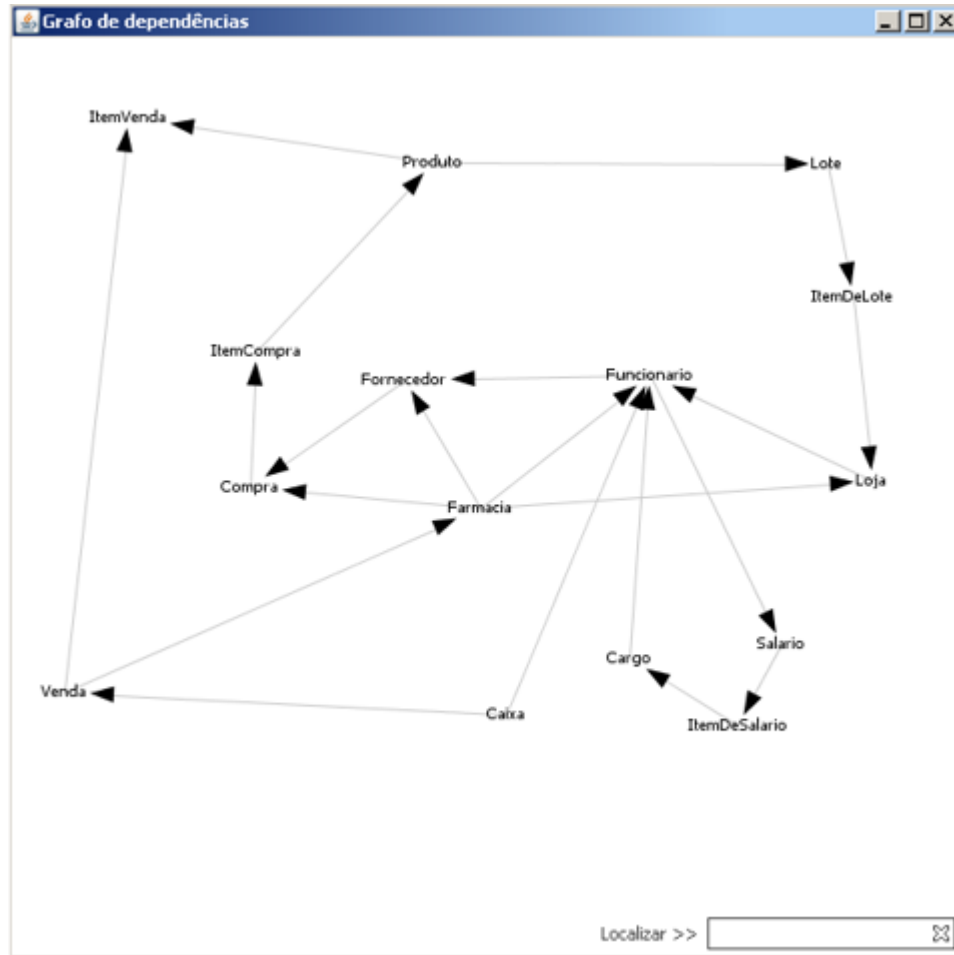 Grafo de dependências
ItemVenda
Produto
Lote
ItemDeLote
ItemCompra
Fornecedor
Funcionario
Compra
Farmacia
Loja
Salario
Cargo
Venda
Caixa
ItemDeSalario
Localizar >>